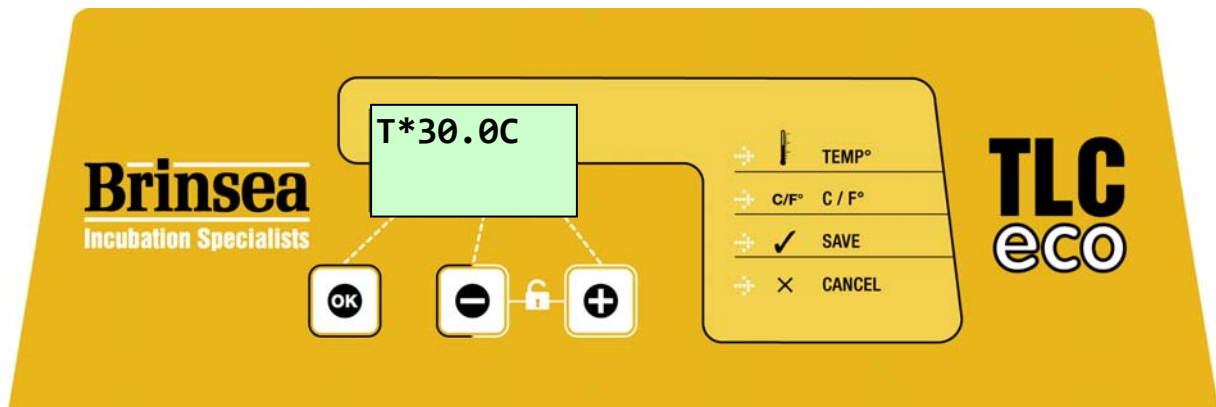 Brinsea
Incubation Specialists
T*30.0C
OK
TEMP°
C/F° C / F°
SAVE
CANCEL
TLC
eco